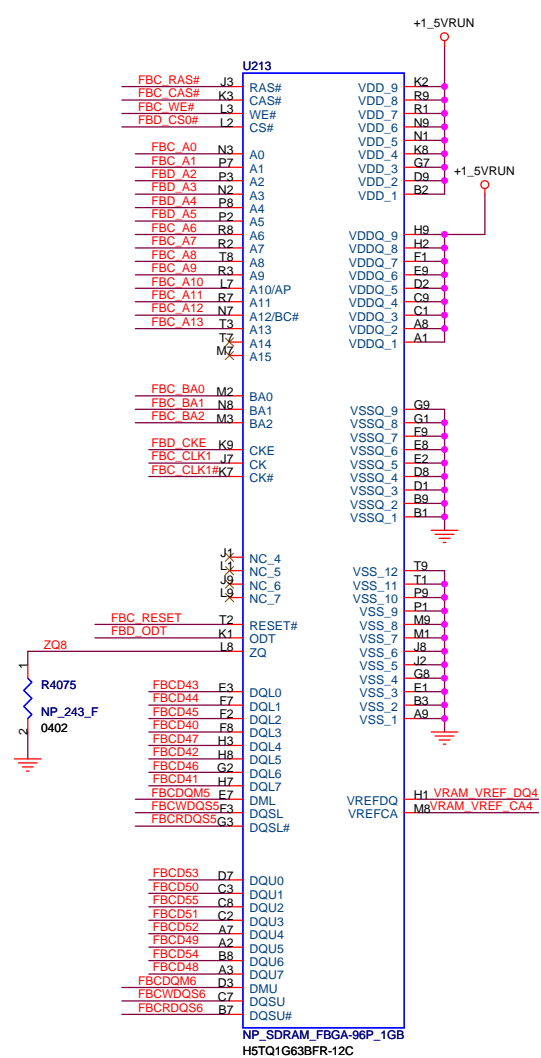 +1_5VRUN
U213
FBC_RAS# J3 RAS# VDD_9 K2
FBC_CAS# K3 CAS# VDD_8 R9
FBC_WE# L3 WE# VDD_7 R1
FBD_CS0# L2 CS# VDD_6 N9
VDD_5 N1
FBC_A0 N3 A0 VDD_4 K8
FBC_A1 P7 A1 VDD_3 G7
FBD_A2 P3 A2 VDD_2 D9
FBD_A3 N2 A3 VDD_1 B2
+1_5VRUN
FBD_A4 P8 A4
FBD_A5 P2 A5
FBC_A6 R8 A6 VDDQ_9 H9
FBC_A7 R2 A7 VDDQ_8 H2
FBC_A8 T8 A8 VDDQ_7 F1
FBC_A9 R3 A9 VDDQ_6 E9
FBC_A10 L7 A10/AP VDDQ_5 D2
FBC_A11 R7 A11 VDDQ_4 C9
FBC_A12 N7 A12/BC# VDDQ_3 C1
FBC_A13 T3 A13 VDDQ_2 A8
T7 A14 VDDQ_1 A1
M7 A15
FBC_BA0 M2 BA0
FBC_BA1 N8 BA1 VSSQ_9 G9
FBC_BA2 M3 BA2 VSSQ_8 G1
VSSQ_7 F9
FBD_CKE K9 CKE VSSQ_6 E8
FBC_CLK1 J7 CK VSSQ_5 E2
FBC_CLK1# K7 CK# VSSQ_4 D8
VSSQ_3 D1
VSSQ_2 B9
VSSQ_1 B1
J1 NC_4
L1 NC_5 VSS_12 T9
J9 NC_6 VSS_11 T1
L9 NC_7 VSS_10 P9
VSS_9 P1
FBC_RESET T2 RESET# VSS_8 M9
FBD_ODT K1 ODT VSS_7 M1
ZQ8 L8 ZQ VSS_6 J8
VSS_5 J2
VSS_4 G8
VSS_3 E1
VSS_2 B3
VSS_1 A9
1
R4075
NP_243_F
0402
2
FBCD43 E3 DQL0
FBCD44 F7 DQL1
FBCD45 F2 DQL2
FBCD40 F8 DQL3
FBCD47 H3 DQL4
FBCD42 H8 DQL5
FBCD46 G2 DQL6
FBCD41 H7 DQL7
FBCDQM5 E7 DML VREFDQ H1 VRAM_VREF_DQ4
FBCWDQS5 F3 DQSL VREFCA M8 VRAM_VREF_CA4
FBCRDQS5 G3 DQSL#
FBCD53 D7 DQU0
FBCD50 C3 DQU1
FBCD55 C8 DQU2
FBCD51 C2 DQU3
FBCD52 A7 DQU4
FBCD49 A2 DQU5
FBCD54 B8 DQU6
FBCD48 A3 DQU7
FBCDQM6 D3 DMU
FBCWDQS6 C7 DQSU
FBCRDQS6 B7 DQSU#
NP_SDRAM_FBGA-96P_1GB
H5TQ1G63BFR-12C